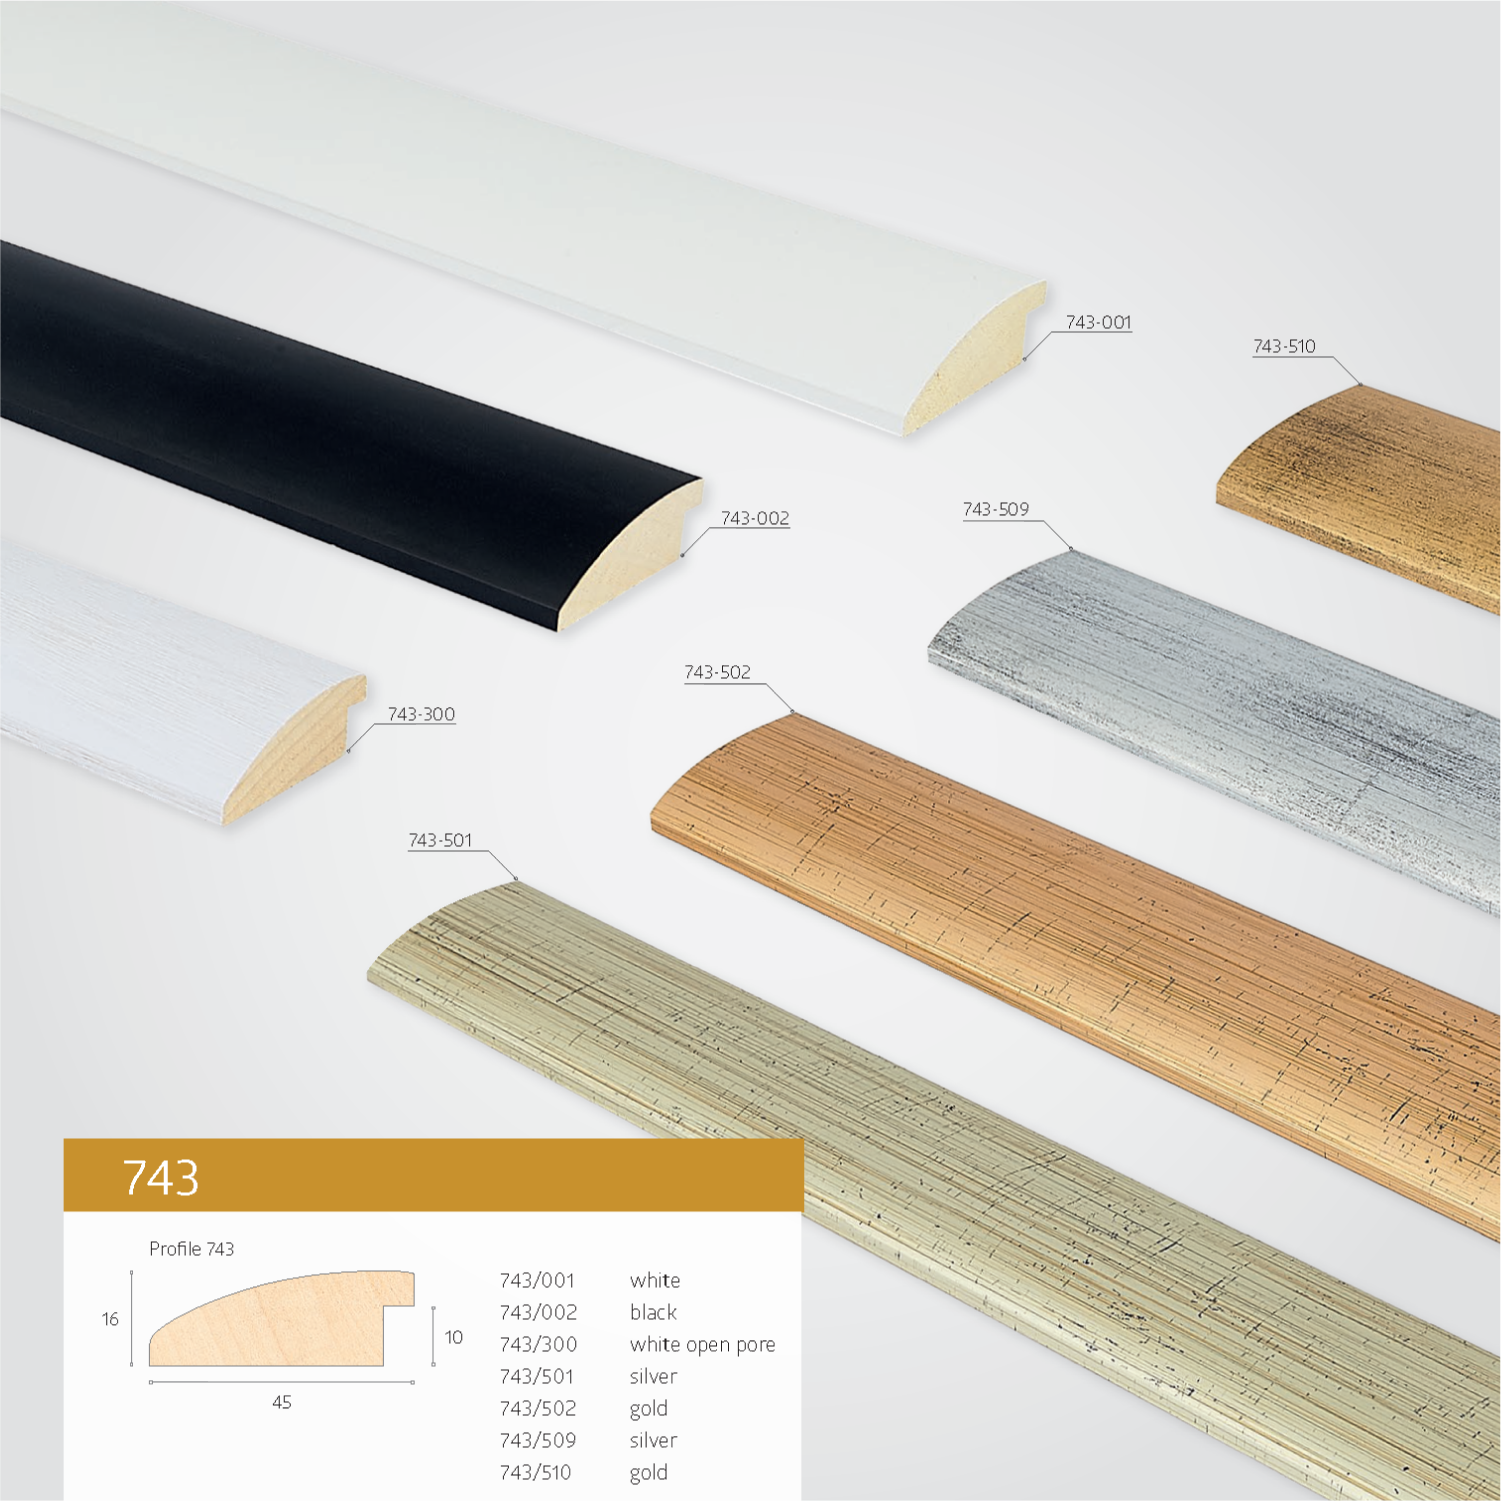 743-001
743-510
743-002
743-509
743-502
743-300
743-501
743
Profile 743
16
10
45
743/001 white
743/002 black
743/300 white open pore
743/501 silver
743/502 gold
743/509 silver
743/510 gold